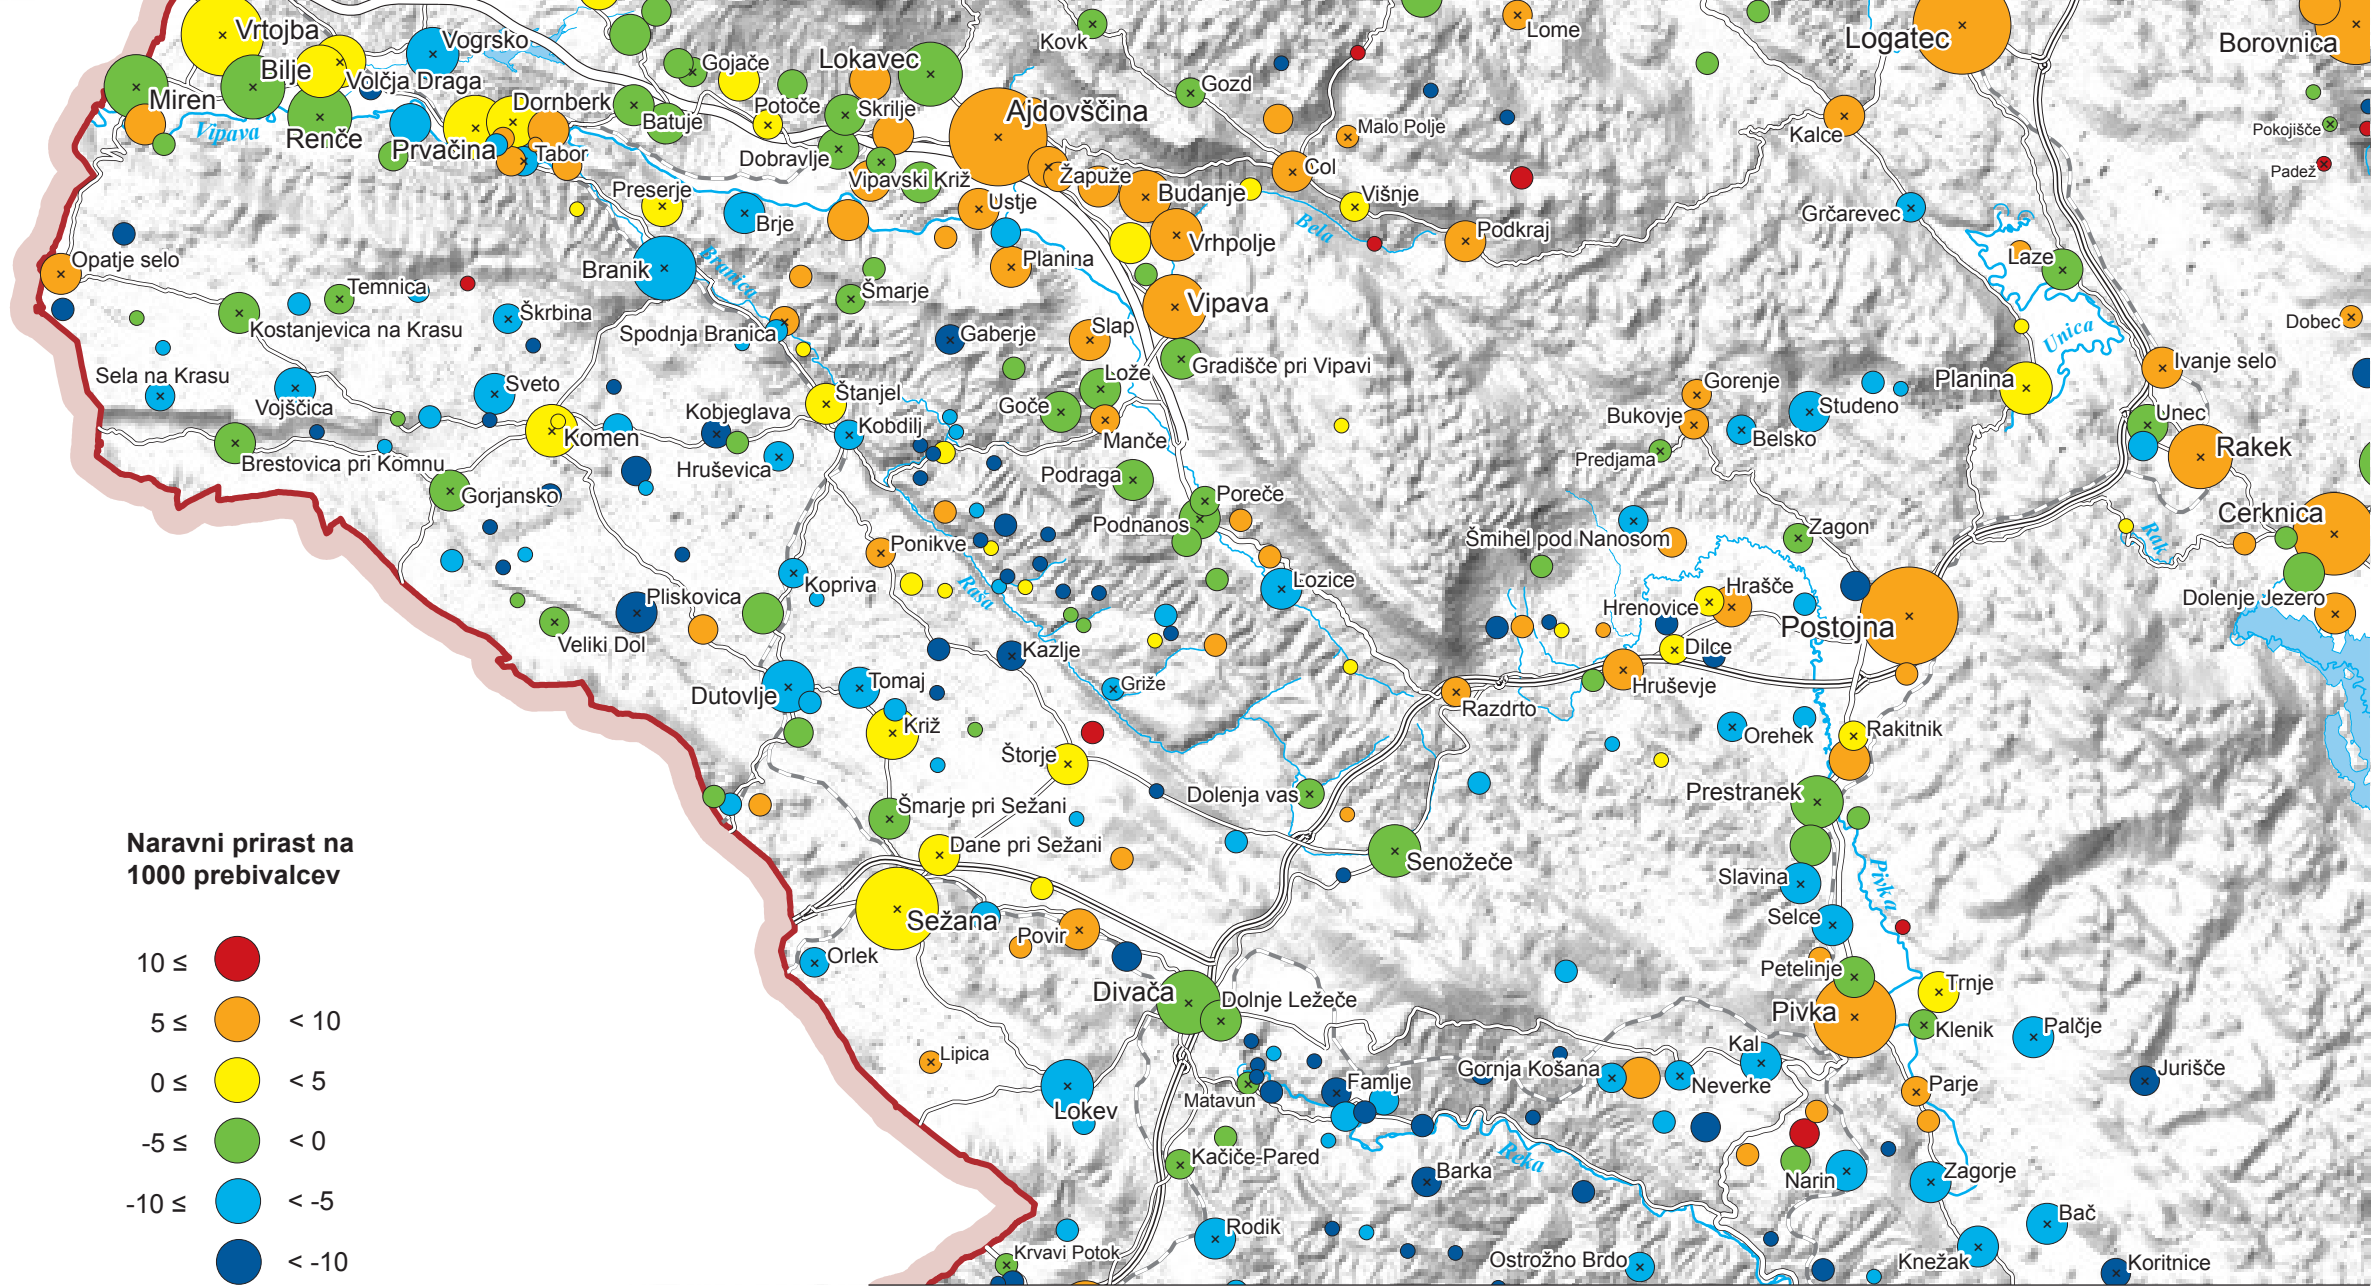 Vrtojba
Vogrsko
Bilje
Volčja Draga
Miren
Vipava
Renče
Prvačina
Dornberk
Tabor
Gojače
Batuje
Potoče
Lokavec
Skrilje
Dobravlje
Vipavski Križ
Ajdovščina
Žapuže
Kovk
Gozd
Lome
Malo Polje
Col
Višnje
Podkraj
Bela
Logatec
Kalce
Borovnica
Pokojišče
Padež
Preserje
Brje
Ustje
Budanje
Vrhpolje
Planina
Grčarevec
Laze
Opatje selo
Temnica
Kostanjevica na Krasu
Škrbina
Branik
Branica
Spodnja Branica
Šmarje
Gaberje
Slap
Vipava
Gradišče pri Vipavi
Unica
Dobec
Ivanje selo
Sela na Krasu
Vojščica
Sveto
Štanjel
Kobjeglava
Kobdilj
Lože
Goče
Manče
Gorenje
Bukovje
Studeno
Belsko
Predjama
Planina
Unec
Rakek
Brestovica pri Komnu
Komen
Hruševica
Gorjansko
Podraga
Poreče
Podnanos
Šmihel pod Nanosom
Zagon
Cerknica
Rak
Ponikve
Kopriva
Raša
Lozice
Hrašče
Hrenovice
Postojna
Dolenje Jezero
Pliskovica
Veliki Dol
Kazlje
Dilce
Hruševje
Dutovlje
Tomaj
Križ
Griže
Razdrto
Orehek
Rakitnik
Štorje
Dolenja vas
Prestranek
Šmarje pri Sežani
Dane pri Sežani
Senožeče
Slavina
Pivka
Selce
Sežana
Povir
Orlek
Divača
Dolnje Ležeče
Petelinje
Pivka
Trnje
Klenik
Palčje
Lipica
Lokev
Matavun
Famlje
Gornja Košana
Neverke
Kal
Parje
Jurišče
Reka
Kačiče-Pared
Barka
Narin
Zagorje
Rodik
Krvavi Potok
Ostrožno Brdo
Knežak
Bač
Koritnice
Naravni prirast na
1000 prebivalcev
10 ≤
5 ≤ < 10
0 ≤ < 5
-5 ≤ < 0
-10 ≤ < -5
< -10